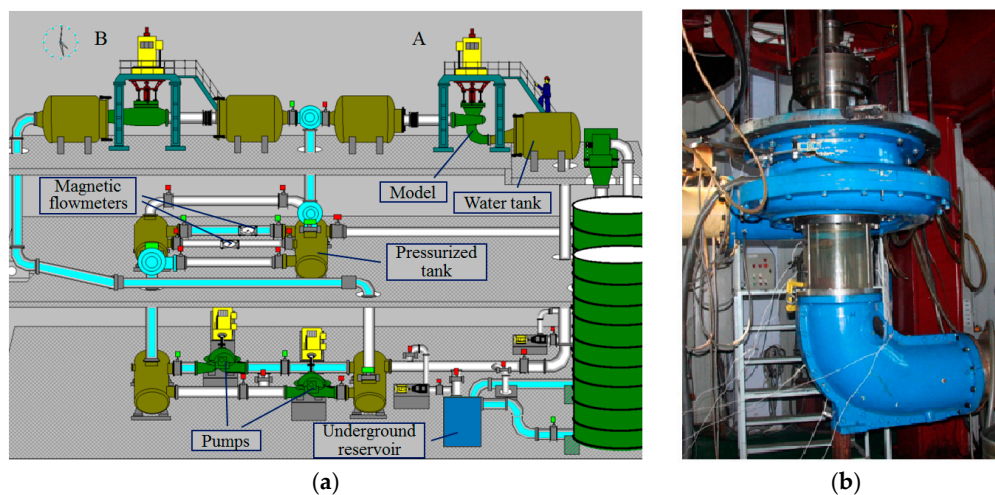 B
A
Model
Water tank
Magnetic
flowmeters
Pressurized
tank
Pumps
Underground
reservoir
(a)
(b)